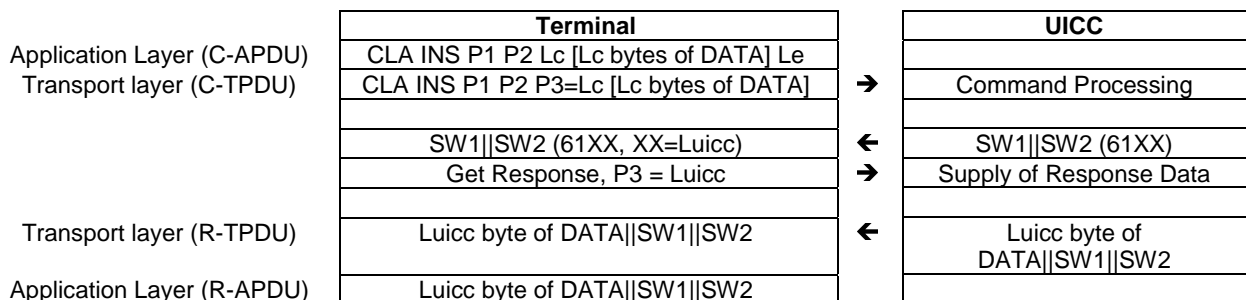 Terminal UICC
Application Layer (C-APDU) CLA INS P1 P2 Lc [Lc bytes of DATA] Le
Transport layer (C-TPDU) CLA INS P1 P2 P3=Lc [Lc bytes of DATA] ➔ Command Processing
SW1||SW2 (61XX, XX=Luicc) 🡸 SW1||SW2 (61XX)
Get Response, P3 = Luicc ➔ Supply of Response Data
Transport layer (R-TPDU) Luicc byte of DATA||SW1||SW2 🡸 Luicc byte of
DATA||SW1||SW2
Application Layer (R-APDU) Luicc byte of DATA||SW1||SW2